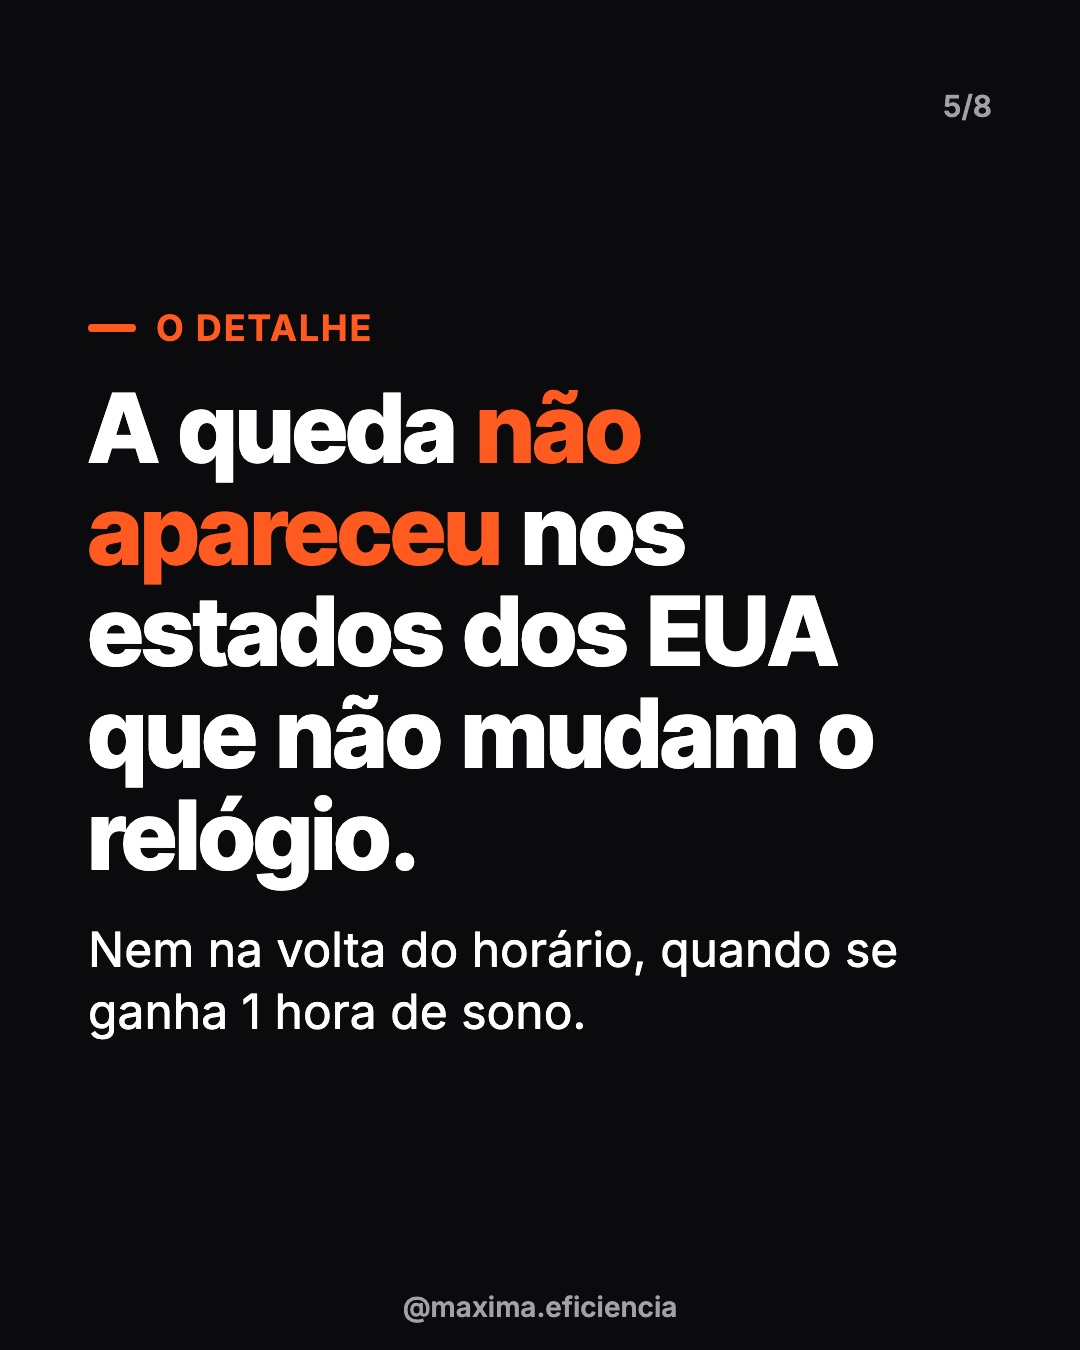 5/8
O DETALHE
A queda não
apareceu nos
estados dos EUA
que não mudam o
relógio.
Nem na volta do horário, quando se
ganha 1 hora de sono.
@maxima.eficiencia